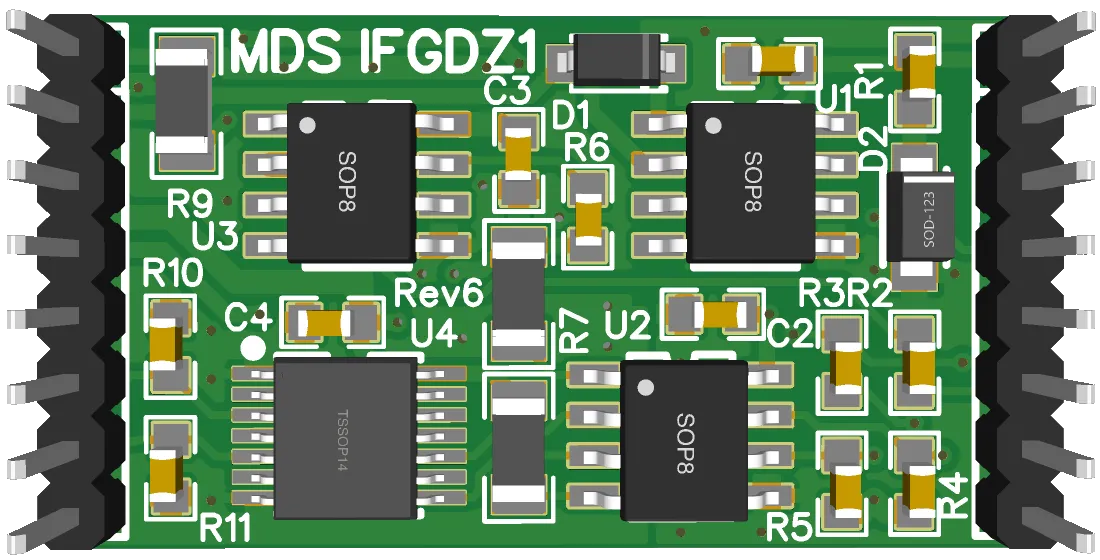 MDS IFGDZ1
C3
D1
U1
R1
D2
R6
SOP8
SOP8
SOD-123
R9
U3
R10
Rev6
C4
U4
R7
U2
C2
R3R2
TSSOP14
SOP8
R11
R5
R4